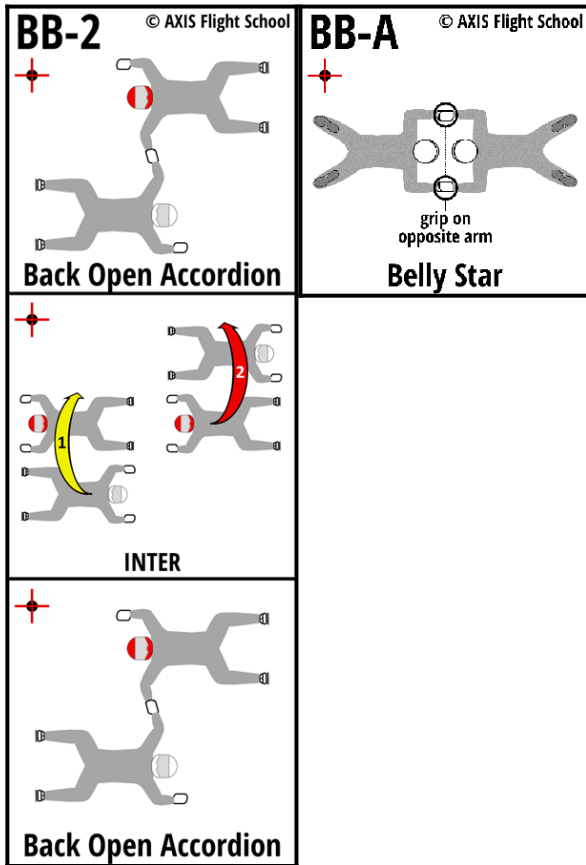 BB-2
© AXIS Flight School
Back Open Accordion
1
2
INTER
Back Open Accordion
BB-A
© AXIS Flight School
grip on
opposite arm
Belly Star